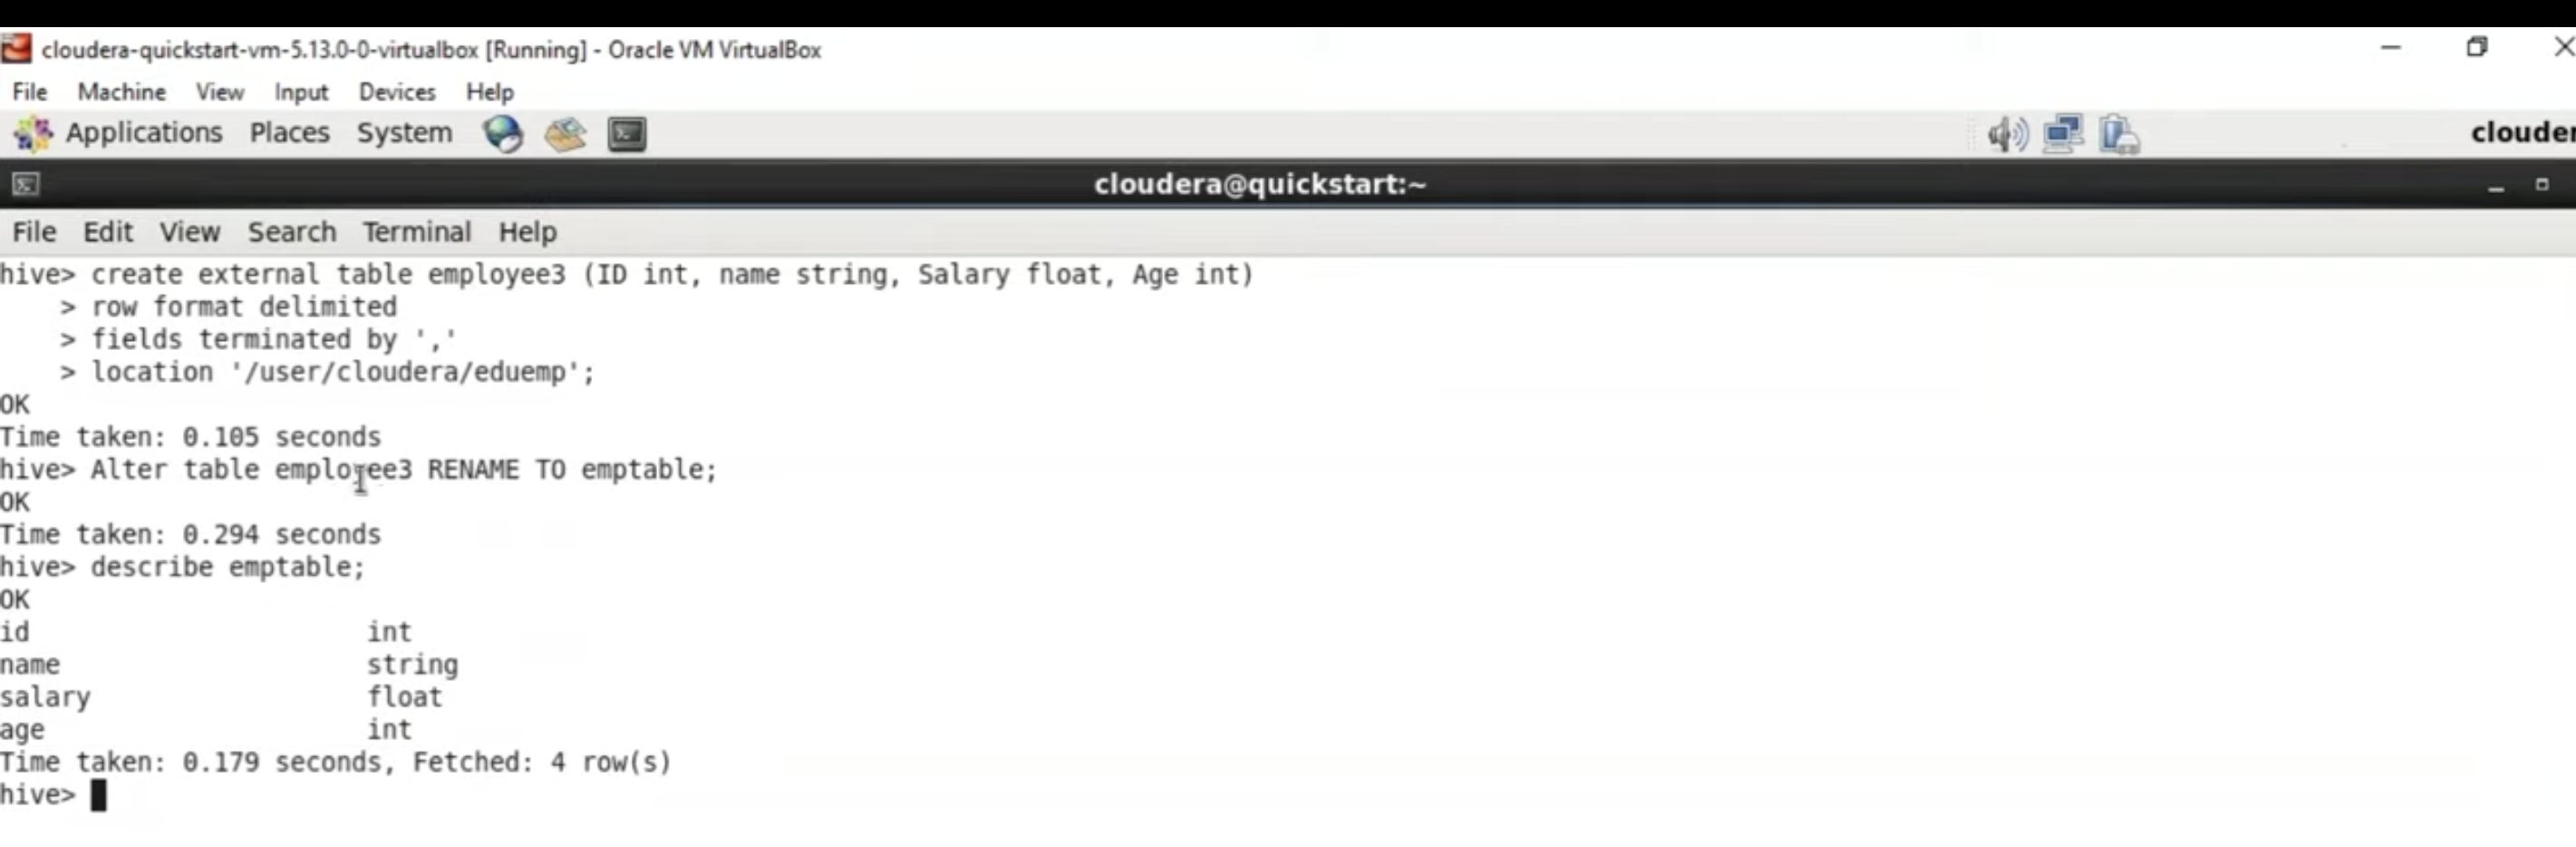 cloudera-quickstart-vm-5.13.0-0-virtualbox [Running] - Oracle VM VirtualBox
File Machine View Input Devices Help
Applications Places System
cloudera@quickstart:~
File Edit View Search Terminal Help
hive> create external table employee3 (ID int, name string, Salary float, Age int)
    > row format delimited
    > fields terminated by ','
    > location '/user/cloudera/eduemp';
OK
Time taken: 0.105 seconds
hive> Alter table employee3 RENAME TO emptable;
OK
Time taken: 0.294 seconds
hive> describe emptable;
OK
id                      int
name                    string
salary                  float
age                     int
Time taken: 0.179 seconds, Fetched: 4 row(s)
hive>